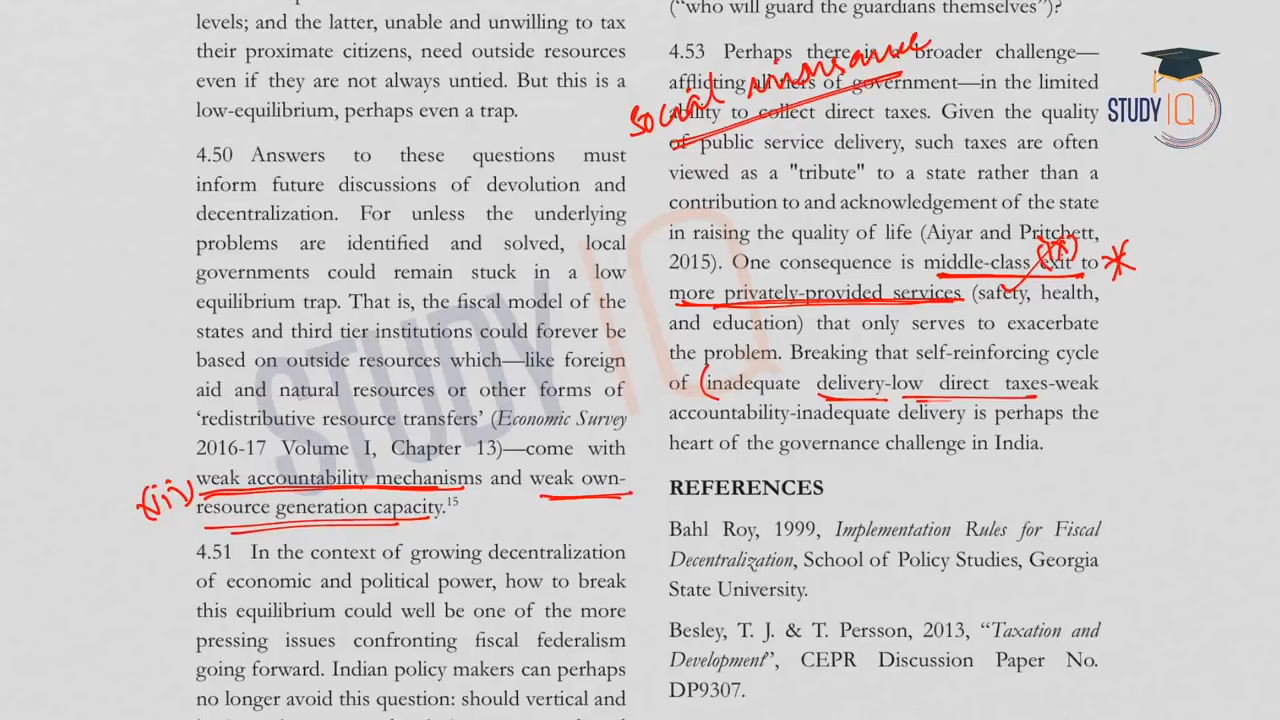 levels; and the latter, unable and unwilling to tax
their proximate citizens, need outside resources
even if they are not always untied. But this is a
low-equilibrium, perhaps even a trap.
4.50 Answers to these questions must
inform future discussions of devolution and
decentralization. For unless the underlying
problems are identified and solved, local
governments could remain stuck in a low
equilibrium trap. That is, the fiscal model of the
states and third tier institutions could forever be
based on outside resources which—like foreign
aid and natural resources or other forms of
‘redistributive resource transfers’ (Economic Survey
2016-17 Volume I, Chapter 13)—come with
weak accountability mechanisms and weak own-
(iii)
resource generation capacity.15
4.51 In the context of growing decentralization
of economic and political power, how to break
this equilibrium could well be one of the more
pressing issues confronting fiscal federalism
going forward. Indian policy makers can perhaps
no longer avoid this question: should vertical and
(“who will guard the guardians themselves”)?
4.53 Perhaps there is a broader challenge—
afflicting all tiers of government—in the limited
ability to collect direct taxes. Given the quality
of public service delivery, such taxes are often
viewed as a "tribute" to a state rather than a
contribution to and acknowledgement of the state
in raising the quality of life (Aiyar and Pritchett,
2015). One consequence is middle-class exit to
more privately-provided services (safety, health,
and education) that only serves to exacerbate
the problem. Breaking that self-reinforcing cycle
of (inadequate delivery-low direct taxes-weak
accountability-inadequate delivery is perhaps the
heart of the governance challenge in India.
Social
REFERENCES
Bahl Roy, 1999, Implementation Rules for Fiscal
Decentralization, School of Policy Studies, Georgia
State University.
Besley, T. J. & T. Persson, 2013, “Taxation and
Development”, CEPR Discussion Paper No.
DP9307.
STUDY IQ
STUDY IQ